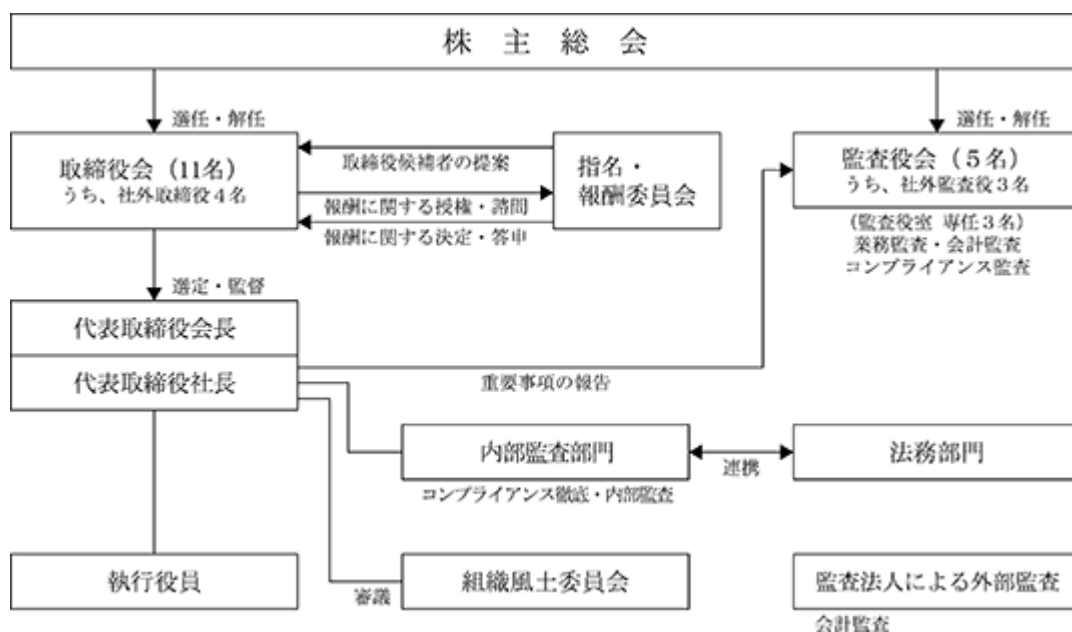 株主総会
選任・解任
選任・解任
取締役会（11名）
うち、社外取締役４名
取締役候補者の提案
報酬に関する授権・諮問
報酬に関する決定・答申
指名・
報酬委員会
監査役会（５名）
うち、社外監査役３名
（監査役室 専任３名）
業務監査・会計監査
コンプライアンス監査
選定・監督
代表取締役会長
代表取締役社長
重要事項の報告
内部監査部門
連携
法務部門
コンプライアンス徹底・内部監査
執行役員
審議
組織風土委員会
監査法人による外部監査
会計監査